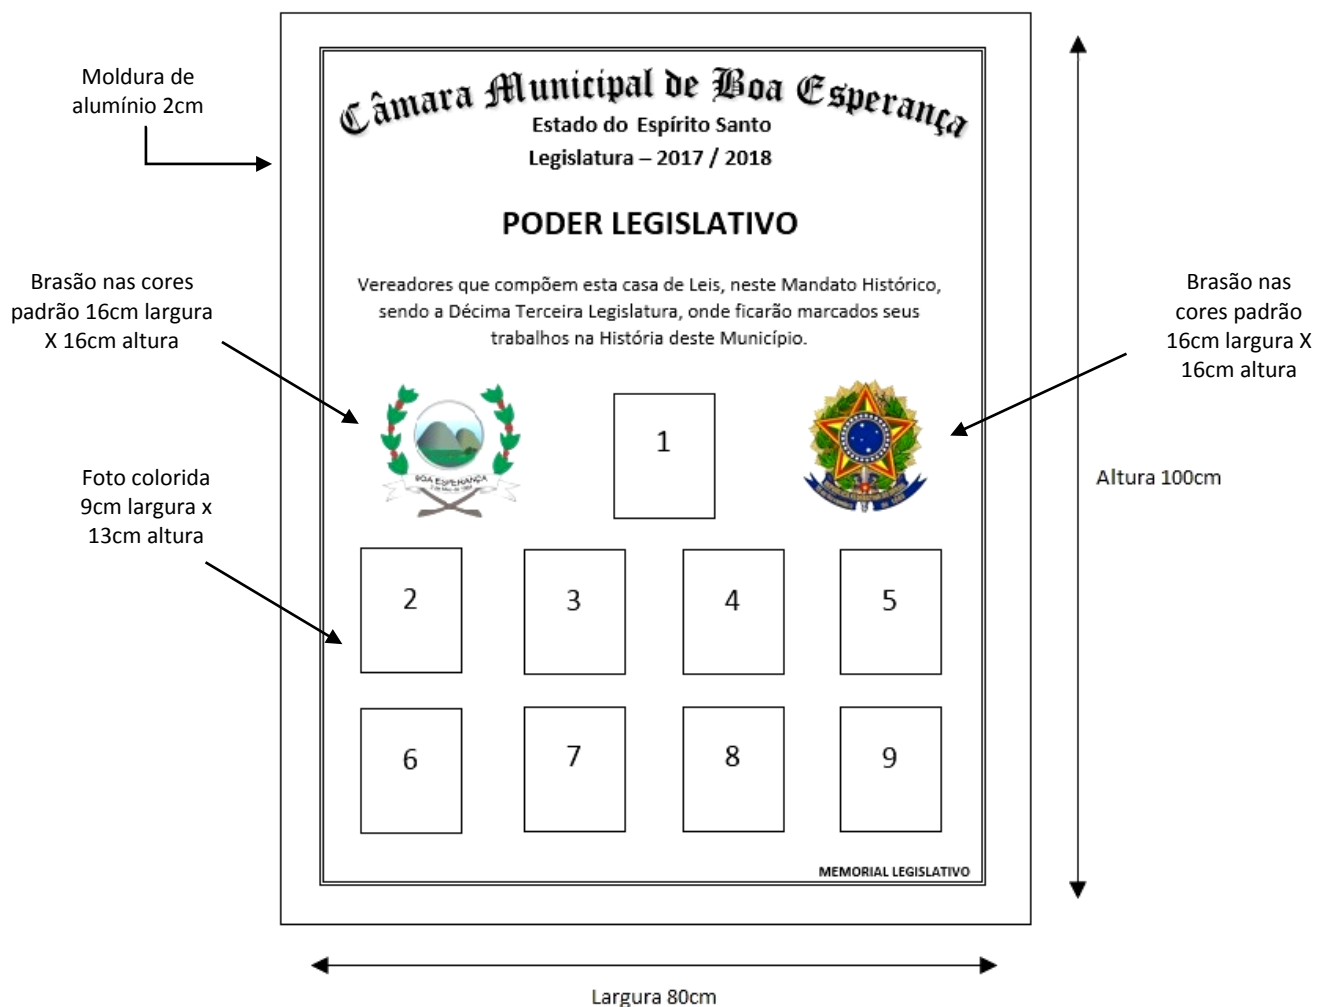 Câmara Municipal de Boa Esperança
Estado do Espírito Santo
Legislatura – 2017 / 2018
PODER LEGISLATIVO
Vereadores que compõem esta casa de Leis, neste Mandato Histórico,
sendo a Décima Terceira Legislatura, onde ficarão marcados seus
trabalhos na História deste Município.
Moldura de
alumínio 2cm
Brasão nas cores
padrão 16cm largura
X 16cm altura
Foto colorida
9cm largura x
13cm altura
Brasão nas
cores padrão
16cm largura X
16cm altura
Altura 100cm
BOA ESPERANÇA
1
2
3
4
5
6
7
8
9
MEMORIAL LEGISLATIVO
Largura 80cm